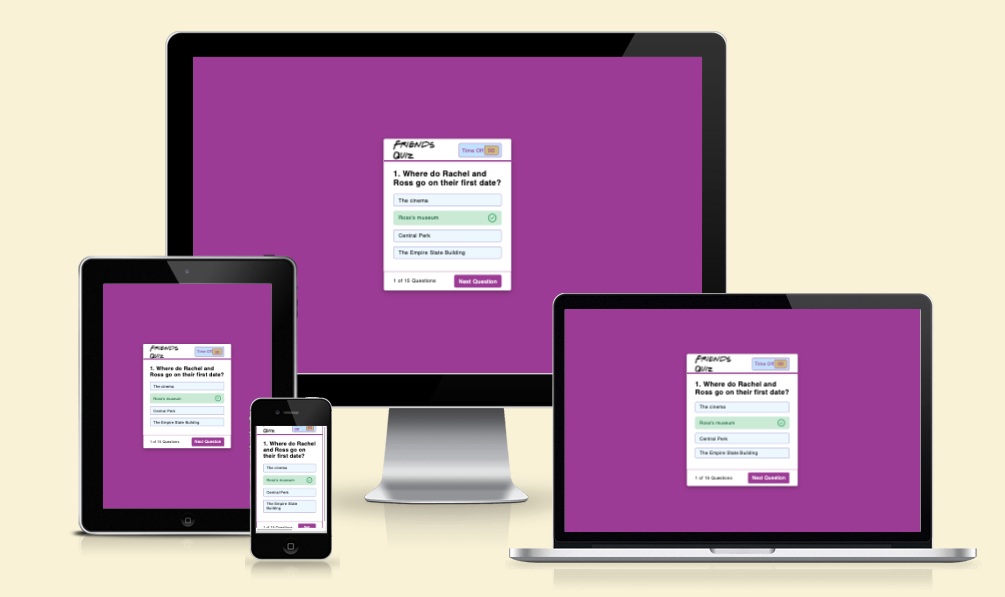 FRIENDS
QUIZ
Time Off 00
1. Where do Rachel and
Ross go on their first date?
The cinema
Ross's museum
Central Park
The Empire State Building
1 of 15 Questions
Next Question
FRIENDS
QUIZ
Time Off
1. Where do Rachel and
Ross go on their first date?
The cinema
Ross's museum
Central Park
The Empire State Building
1 of 15 Questions
Next Question
QUIZ
1. Where do Rachel
and Ross go on
their first date?
The cinema
Ross's museum
Central Park
The Empire State
Building
1 of 15 Questions
FRIENDS
QUIZ
Time Off 00
1. Where do Rachel and
Ross go on their first date?
The cinema
Ross's museum
Central Park
The Empire State Building
1 of 15 Questions
Next Question